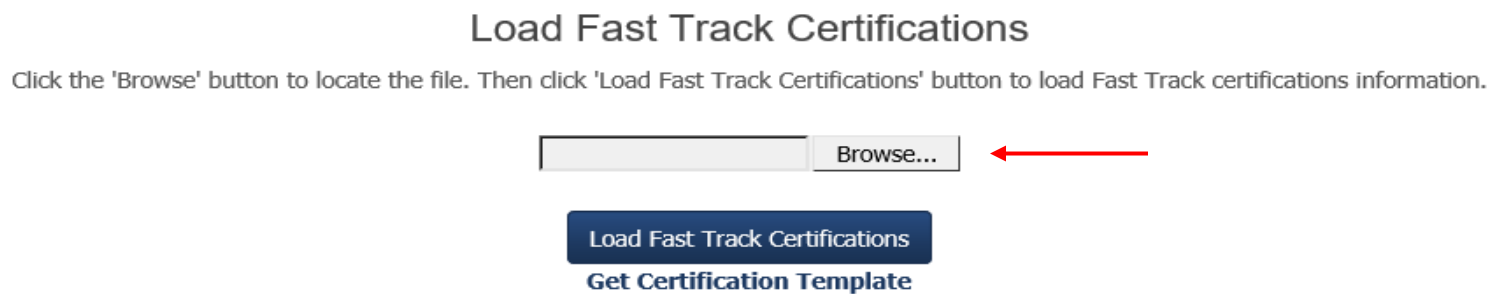 Load Fast Track Certifications
Click the 'Browse' button to locate the file. Then click 'Load Fast Track Certifications' button to load Fast Track certifications information.
Browse...
Load Fast Track Certifications
Get Certification Template